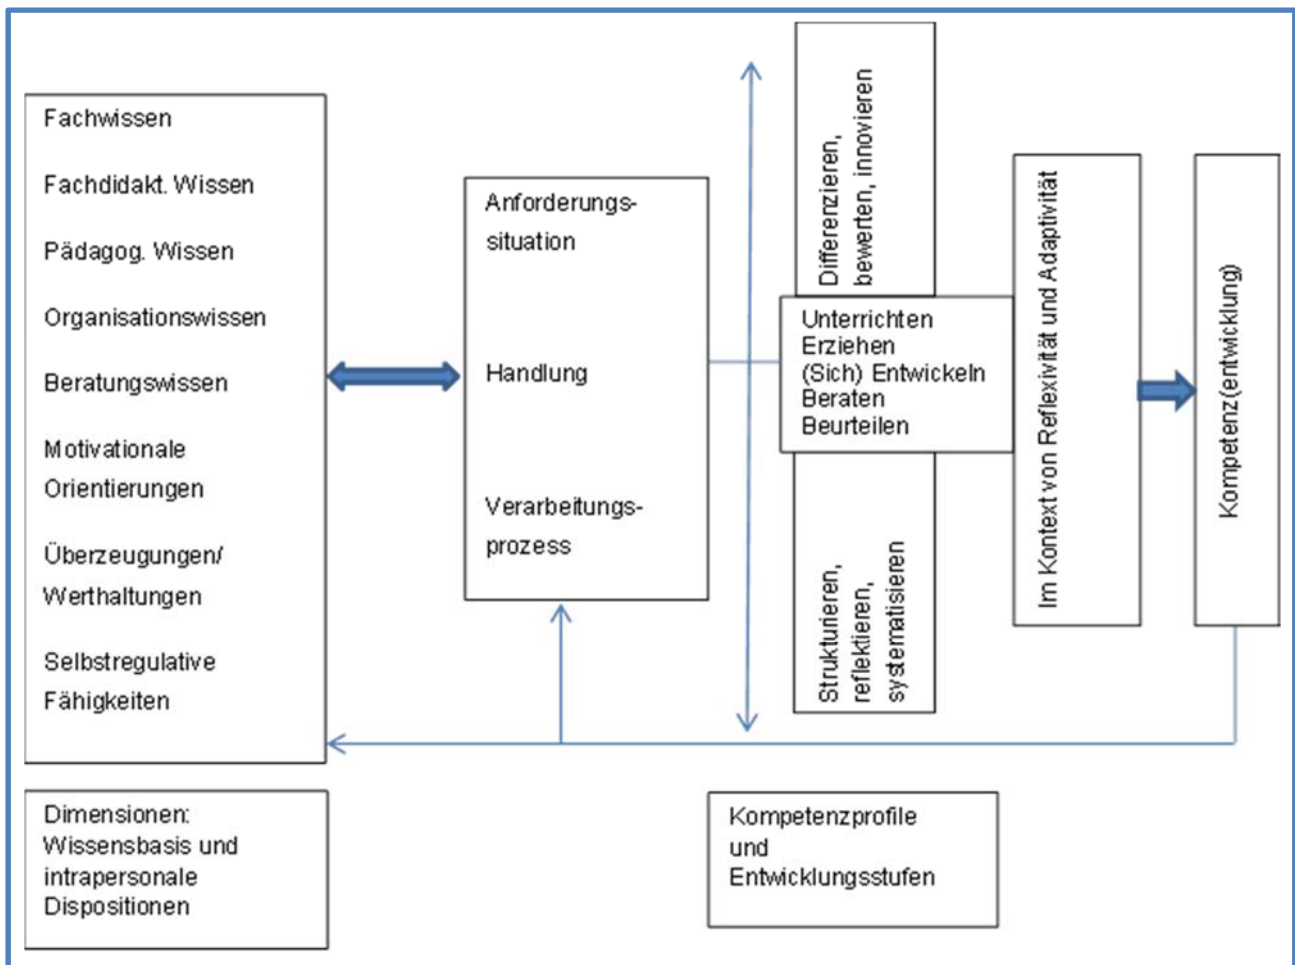 Fachwissen
Fachdidakt. Wissen
Pädagog. Wissen
Organisationswissen
Beratungswissen
Motivationale
Orientierungen
Überzeugungen/
Werthaltungen
Selbstregulative
Fähigkeiten
Anforderungs-
situation
Handlung
Verarbeitungs-
prozess
Differenzieren,
bewerten, innovieren
Unterrichten
Erziehen
(Sich) Entwickeln
Beraten
Beurteilen
Strukturieren,
reflektieren,
systematisieren
Im Kontext von Reflexivität und Adaptivität
Kompetenz(entwicklung)
Dimensionen:
Wissensbasis und
intrapersonale
Dispositionen
Kompetenzprofile
und
Entwicklungsstufen